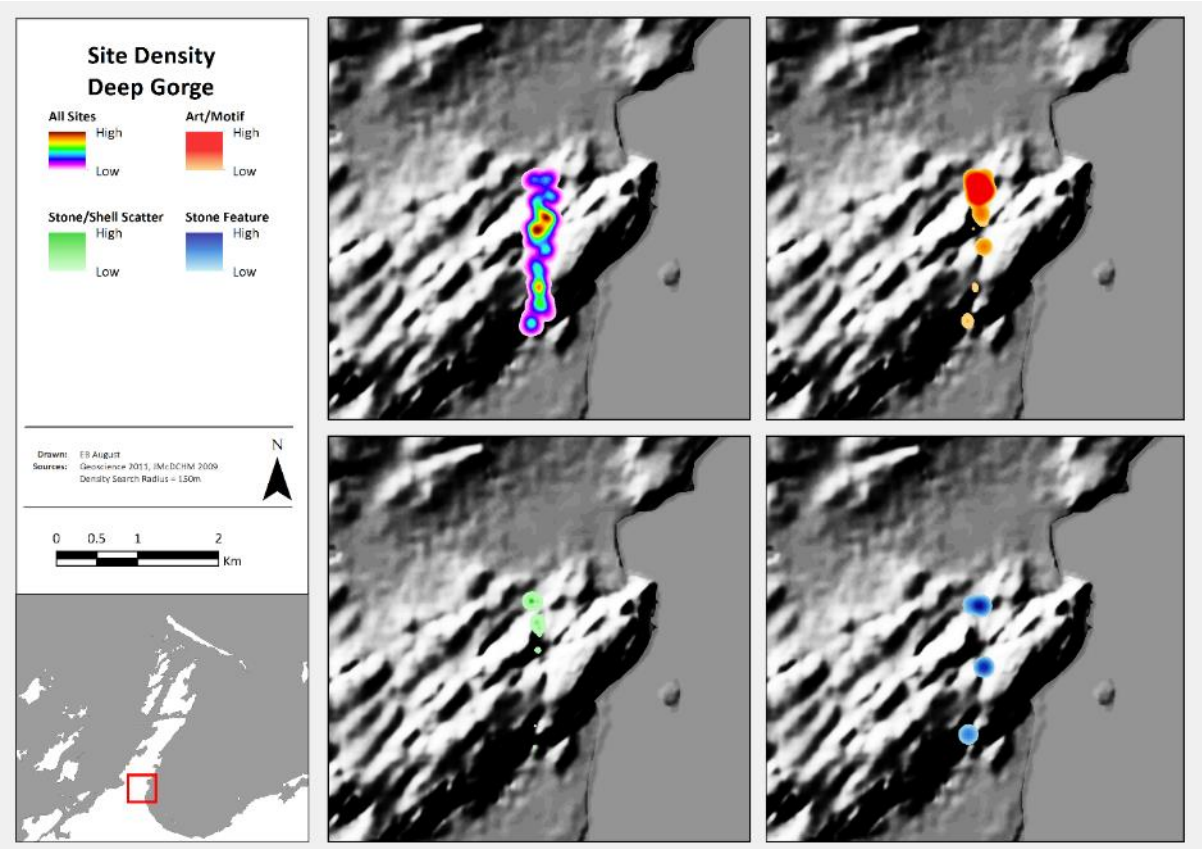 Site Density
Deep Gorge
All Sites
High
Low
Art/Motif
High
Low
Stone/Shell Scatter
High
Low
Stone Feature
High
Low
Drawn: EB August
Sources: Geoscience 2011, JMcDCHM 2009
Density Search Radius = 150m
N
0 0.5 1 2
Km